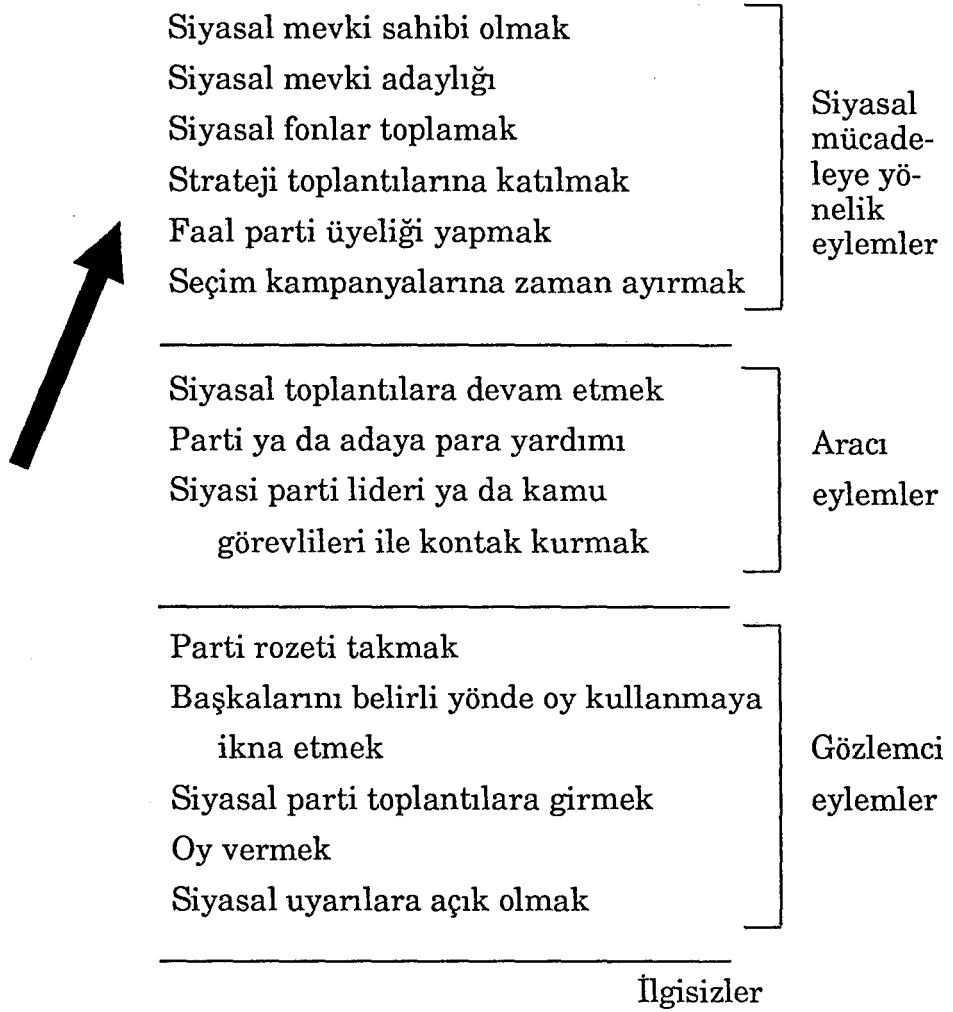 Siyasal mevki sahibi olmak
Siyasal mevki adaylığı
Siyasal fonlar toplamak
Strateji toplantılarına katılmak
Faal parti üyeliği yapmak
Seçim kampanyalarına zaman ayırmak
Siyasal
mücade-
leye yö-
nelik
eylemler
Siyasal toplantılara devam etmek
Parti ya da adaya para yardımı
Siyasi parti lideri ya da kamu
görevlileri ile kontak kurmak
Aracı
eylemler
Parti rozeti takmak
Başkalarını belirli yönde oy kullanmaya
ikna etmek
Siyasal parti toplantılara girmek
Oy vermek
Siyasal uyarılara açık olmak
Gözlemci
eylemler
İlgisizler